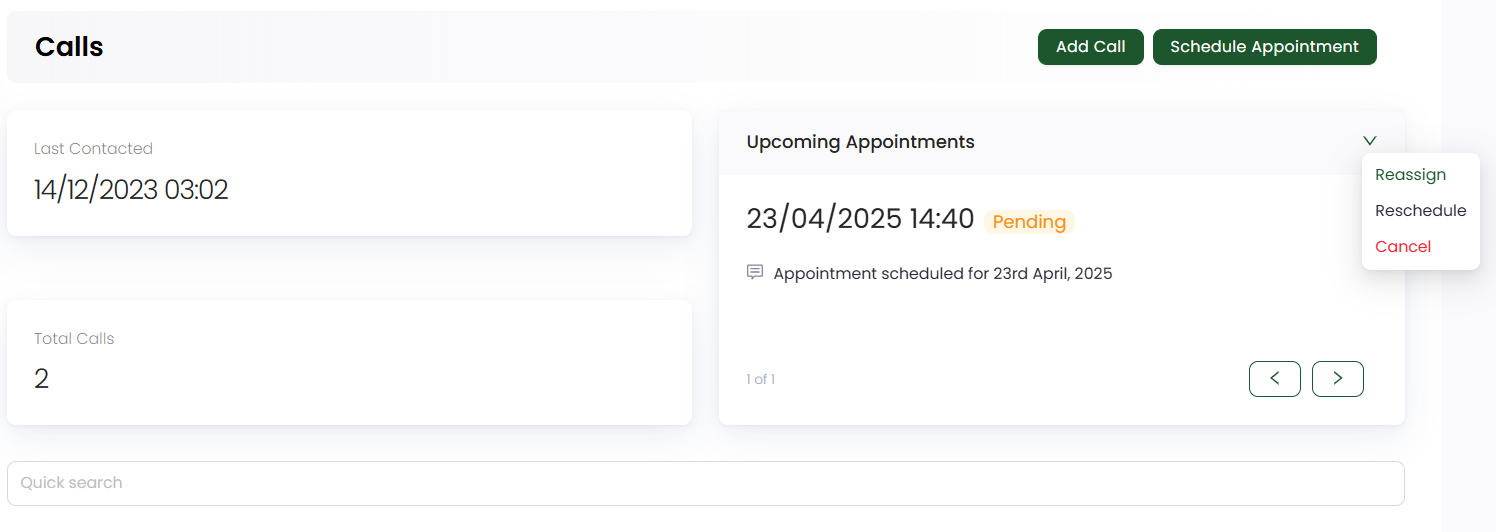 Calls
Add Call
Schedule Appointment
Last Contacted
14/12/2023 03:02
Total Calls
2
Upcoming Appointments
Reassign
Reschedule
Cancel
23/04/2025 14:40 Pending
Appointment scheduled for 23rd April, 2025
1 of 1
Quick search